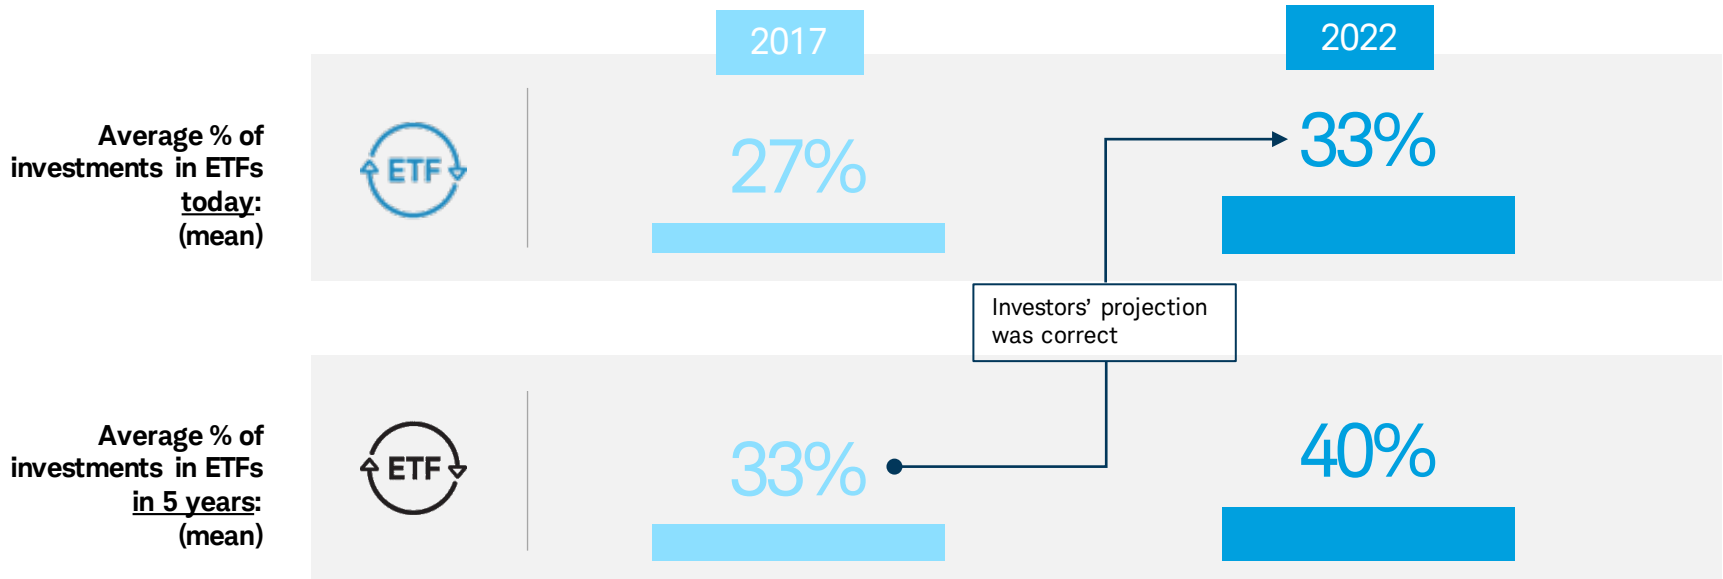 2017
2022
Average % of
investments in ETFs
today:
(mean)
ETF
27%
33%
Investors’ projection
was correct
Average % of
investments in ETFs
in 5 years:
(mean)
ETF
33%
40%